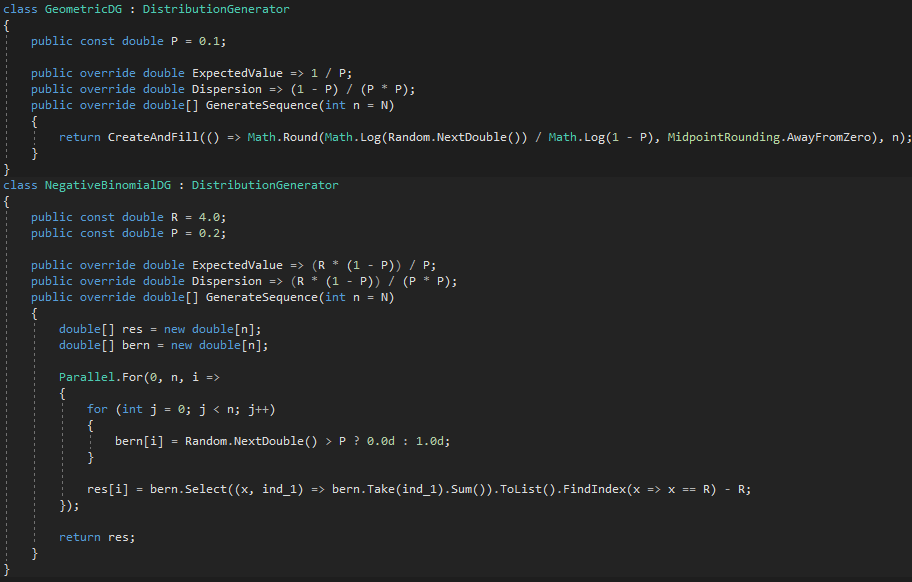 class GeometricDG : DistributionGenerator
{
    public const double P = 0.1;

    public override double ExpectedValue => 1 / P;
    public override double Dispersion => (1 - P) / (P * P);
    public override double[] GenerateSequence(int n = N)
    {
        return CreateAndFill(() => Math.Round(Math.Log(Random.NextDouble()) / Math.Log(1 - P), MidpointRounding.AwayFromZero), n);
    }
}
class NegativeBinomialDG : DistributionGenerator
{
    public const double R = 4.0;
    public const double P = 0.2;

    public override double ExpectedValue => (R * (1 - P)) / P;
    public override double Dispersion => (R * (1 - P)) / (P * P);
    public override double[] GenerateSequence(int n = N)
    {
        double[] res = new double[n];
        double[] bern = new double[n];

        Parallel.For(0, n, i =>
        {
            for (int j = 0; j < n; j++)
            {
                bern[i] = Random.NextDouble() > P ? 0.0d : 1.0d;
            }

            res[i] = bern.Select((x, ind_1) => bern.Take(ind_1).Sum()).ToList().FindIndex(x => x == R) - R;
        });

        return res;
    }
}